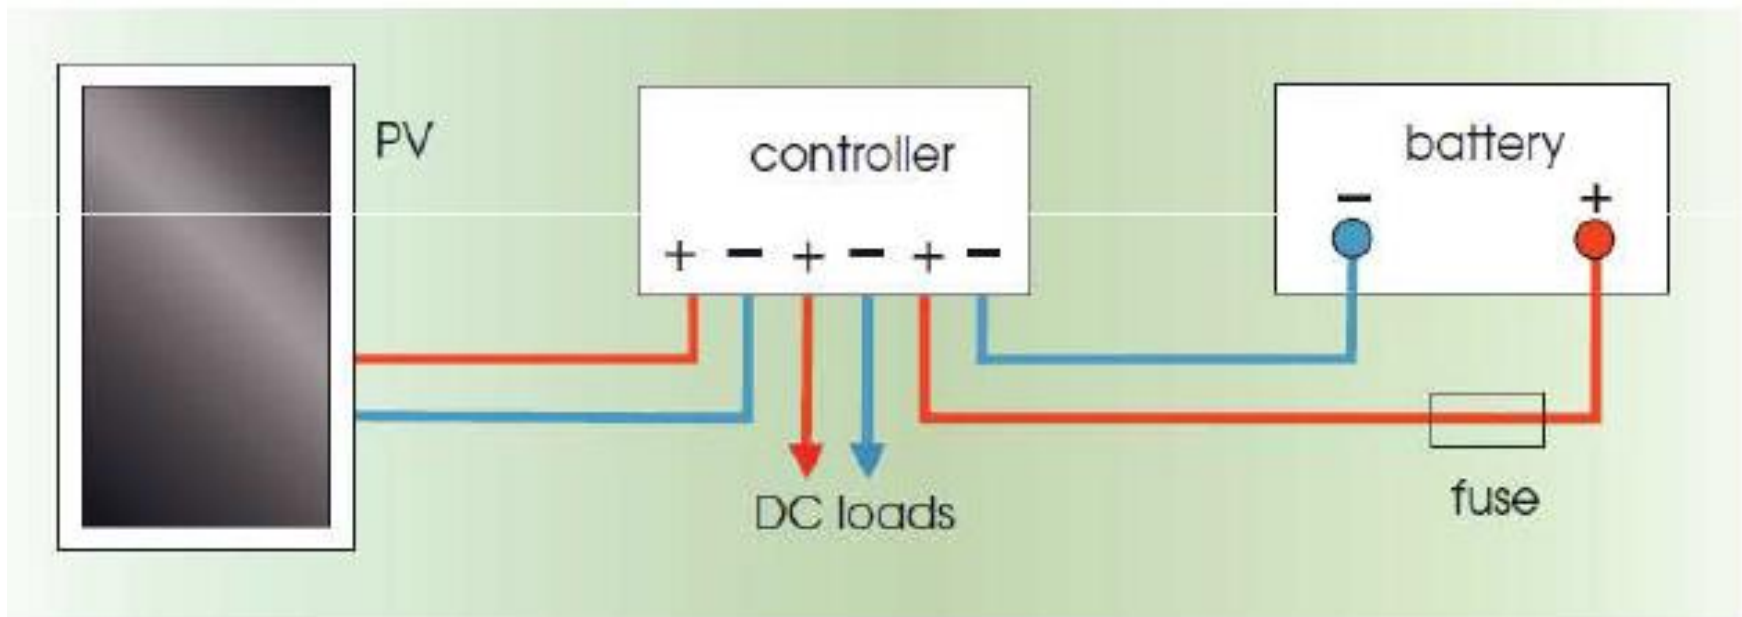 PV
controller
+ − + − + −
battery
− +
DC loads
fuse